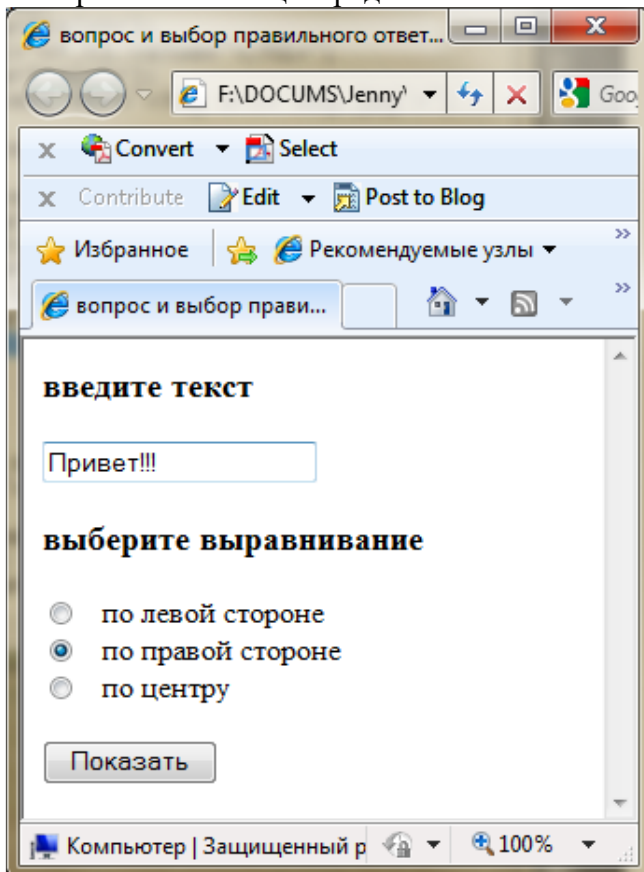 вопрос и выбор правильного ответ...
F:\DOCUMS\Jenny\
Goo
x Convert Select
x Contribute Edit Post to Blog
Избранное Рекомендуемые узлы »
вопрос и выбор прави... »
введите текст
Привет!!!
выберите выравнивание
по левой стороне
по правой стороне
по центру
Показать
Компьютер | Защищенный р 100%